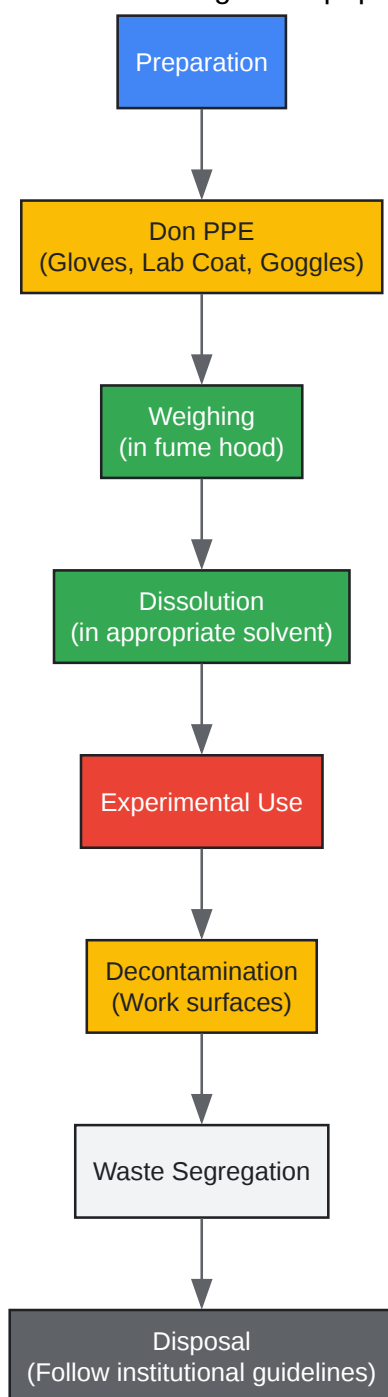 Preparation
Don PPE
(Gloves, Lab Coat, Goggles)
Weighing
(in fume hood)
Dissolution
(in appropriate solvent)
Experimental Use
Decontamination
(Work surfaces)
Waste Segregation
Disposal
(Follow institutional guidelines)